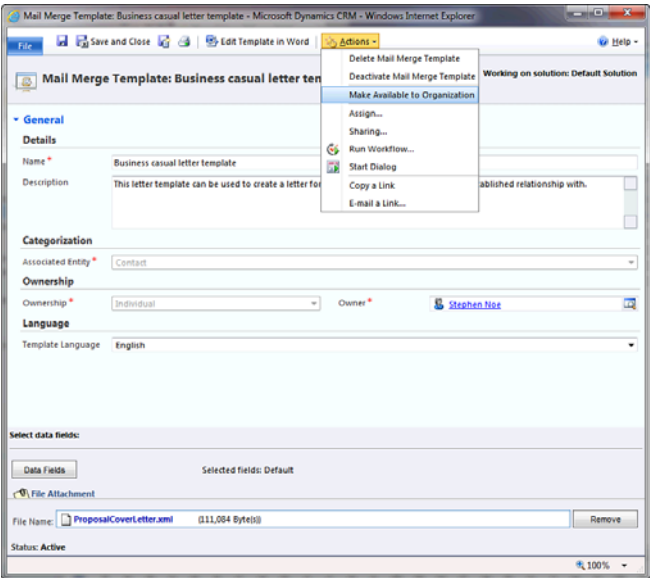 Mail Merge Template: Business casual letter template - Microsoft Dynamics CRM - Windows Internet Explorer
File Save and Close Edit Template in Word Actions Help
Mail Merge Template: Business casual letter ten
Working on solution: Default Solution
Delete Mail Merge Template
Deactivate Mail Merge Template
Make Available to Organization
Assign...
Sharing...
Run Workflow...
Start Dialog
Copy a Link
E-mail a Link...
General
Details
Name * Business casual letter template
Description This letter template can be used to create a letter for ablished relationship with.
Categorization
Associated Entity * Contact
Ownership
Ownership * Individual Owner * Stephen Noe
Language
Template Language English
Select data fields:
Data Fields Selected fields: Default
File Attachment
File Name: ProposalCoverLetter.xml (111,084 Byte(s)) Remove
Status: Active
100%